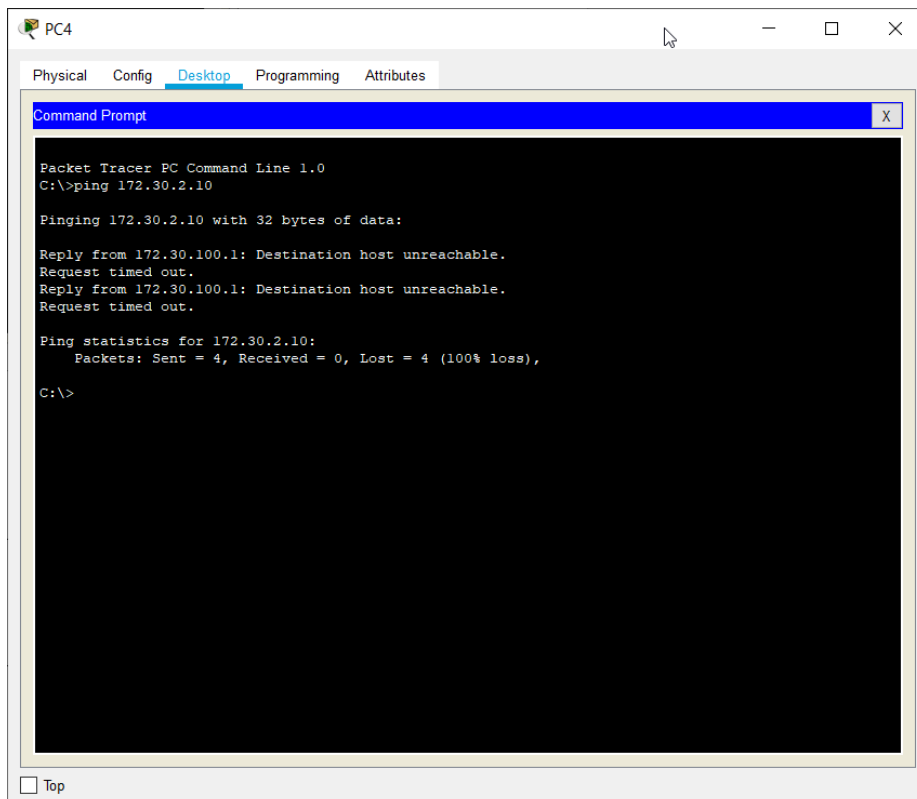 PC4
Physical Config Desktop Programming Attributes
Command Prompt
X
Packet Tracer PC Command Line 1.0
C:\>ping 172.30.2.10
Pinging 172.30.2.10 with 32 bytes of data:
Reply from 172.30.100.1: Destination host unreachable.
Request timed out.
Reply from 172.30.100.1: Destination host unreachable.
Request timed out.
Ping statistics for 172.30.2.10:
    Packets: Sent = 4, Received = 0, Lost = 4 (100% loss),
C:\>
Top